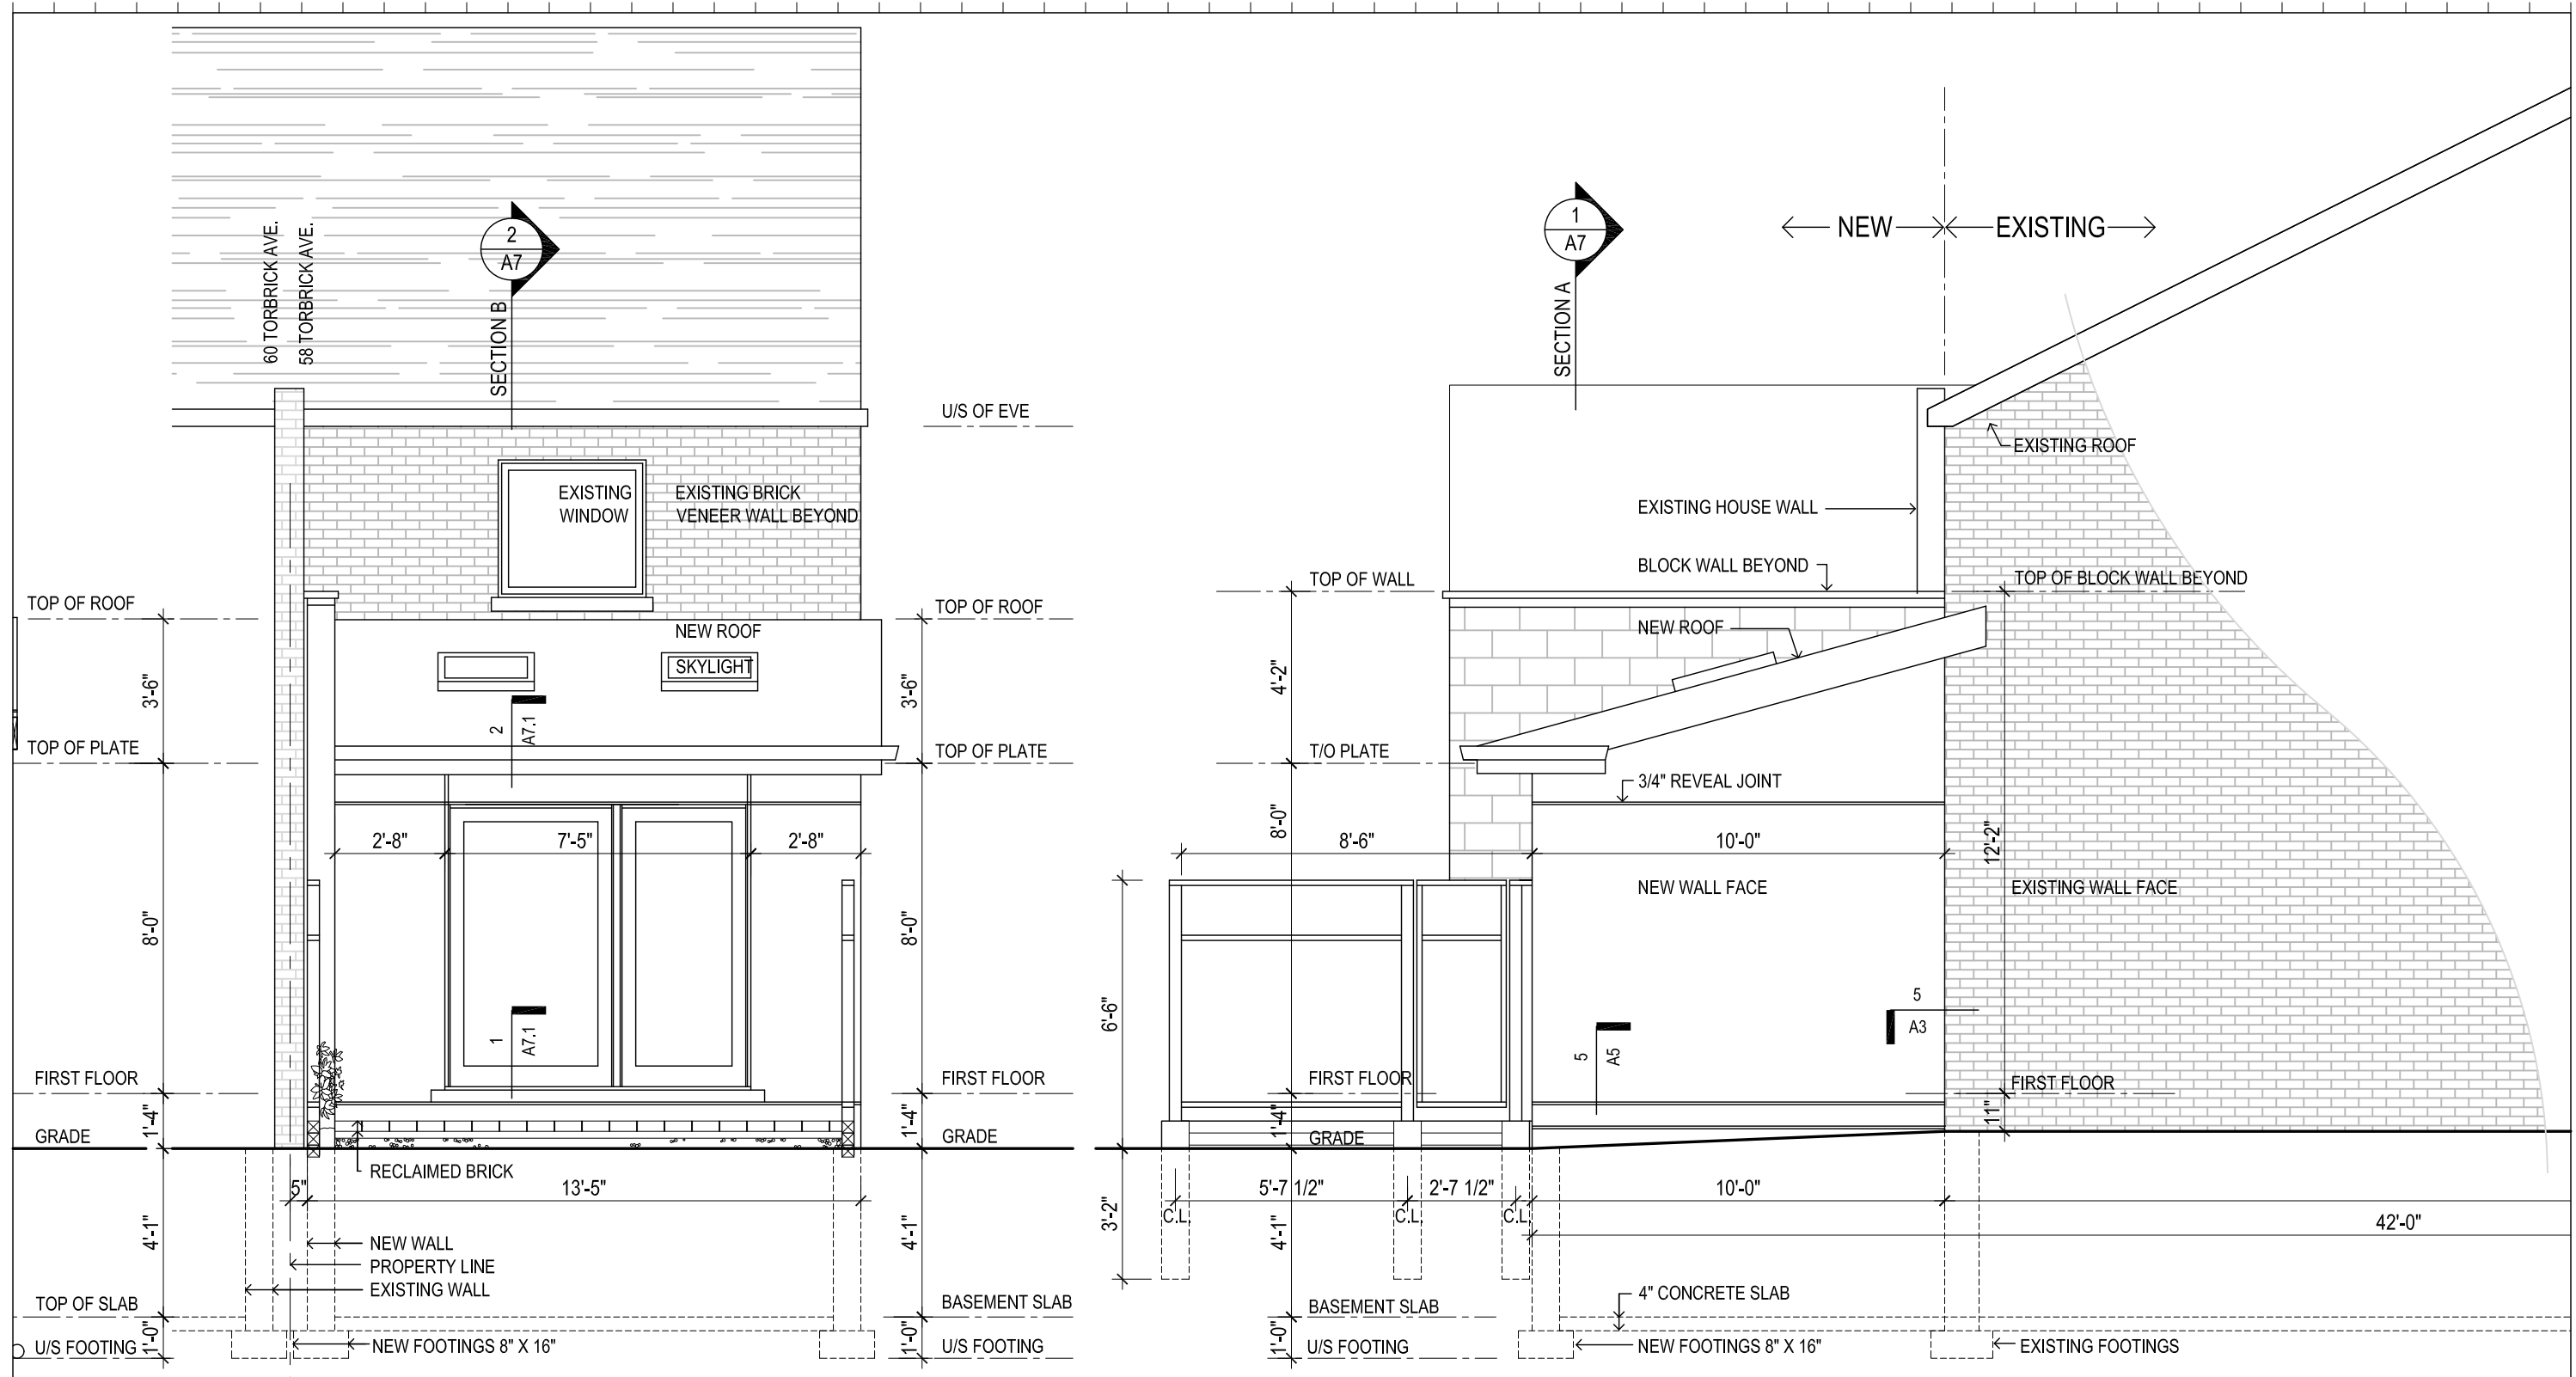 60 TORBRICK AVE.
58 TORBRICK AVE.
2
A7
SECTION B
U/S OF EVE
EXISTING
WINDOW
EXISTING BRICK
VENEER WALL BEYOND
TOP OF ROOF
TOP OF ROOF
NEW ROOF
SKYLIGHT
3'-6"
3'-6"
2
A7.1
TOP OF PLATE
TOP OF PLATE
2'-8"
7'-5"
2'-8"
8'-0"
8'-0"
1
A7.1
FIRST FLOOR
FIRST FLOOR
1'-4"
1'-4"
GRADE
GRADE
RECLAIMED BRICK
5"
13'-5"
4'-1"
4'-1"
NEW WALL
PROPERTY LINE
EXISTING WALL
TOP OF SLAB
BASEMENT SLAB
1'-0"
1'-0"
U/S FOOTING
NEW FOOTINGS 8" X 16"
U/S FOOTING
1
A7
SECTION A
NEW
EXISTING
EXISTING ROOF
EXISTING HOUSE WALL
BLOCK WALL BEYOND
TOP OF WALL
TOP OF BLOCK WALL BEYOND
NEW ROOF
4'-2"
T/O PLATE
3/4" REVEAL JOINT
8'-0"
8'-6"
10'-0"
12'-2"
NEW WALL FACE
EXISTING WALL FACE
6'-6"
5
A3
5
A5
FIRST FLOOR
FIRST FLOOR
1'-4"
1'-1"
GRADE
5'-7 1/2"
2'-7 1/2"
10'-0"
3'-2"
C.L.
C.L.
C.L.
4'-1"
42'-0"
4" CONCRETE SLAB
BASEMENT SLAB
1'-0"
U/S FOOTING
NEW FOOTINGS 8" X 16"
EXISTING FOOTINGS